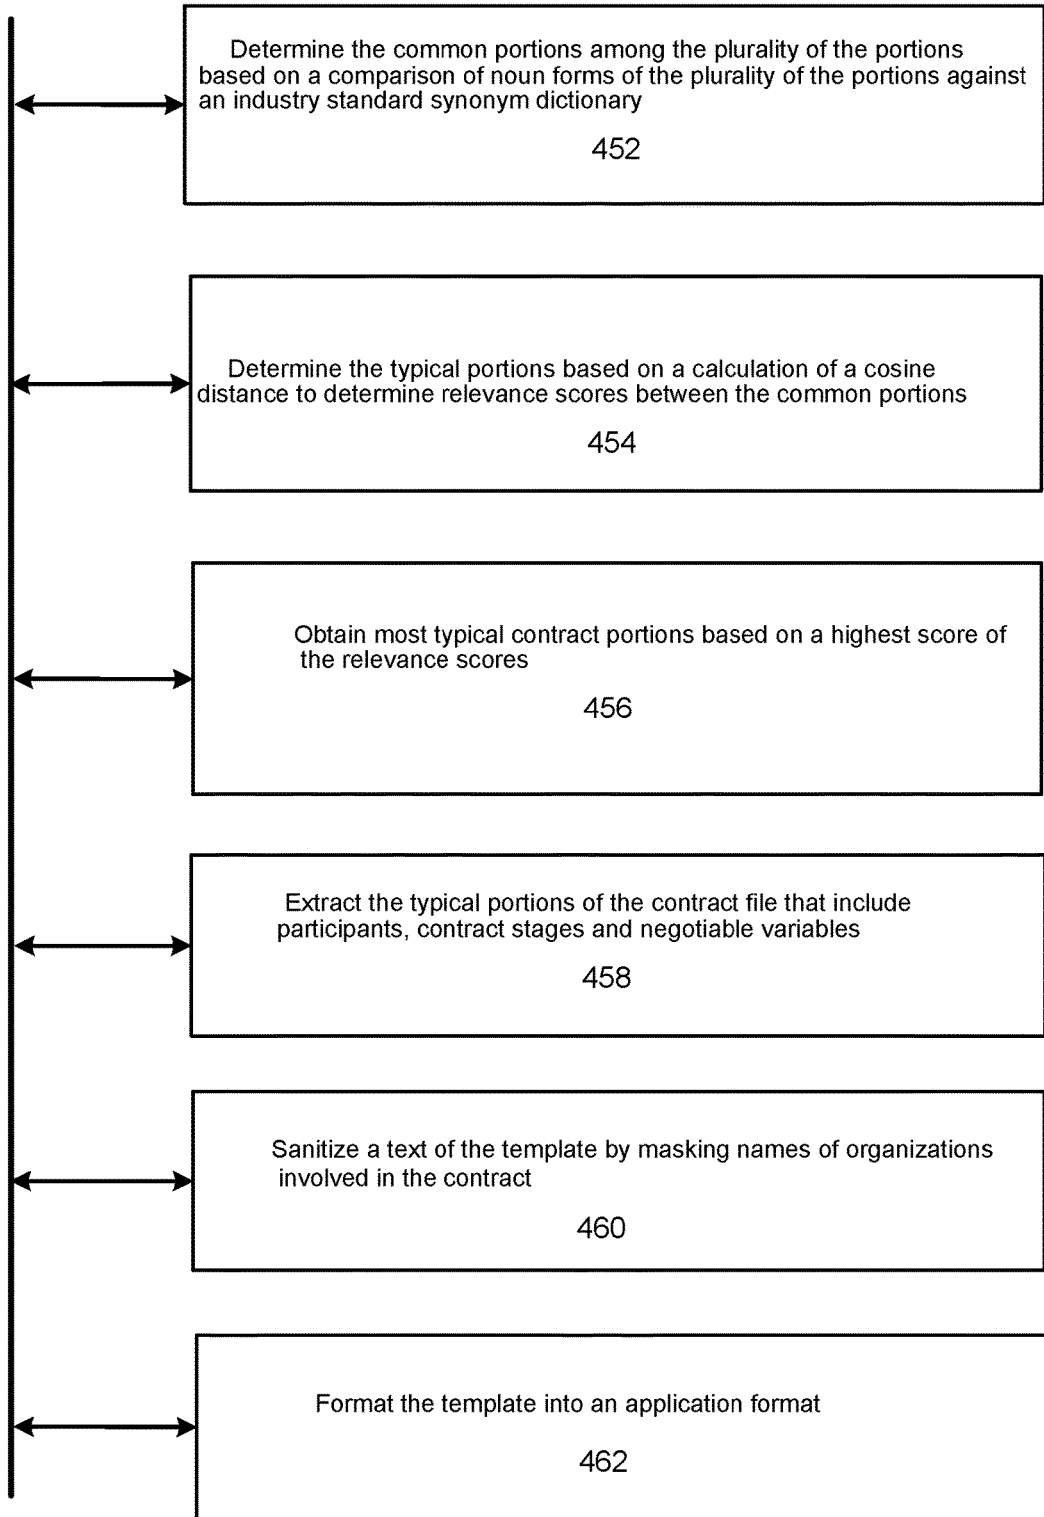 Determine the common portions among the plurality of the portions
based on a comparison of noun forms of the plurality of the portions against
an industry standard synonym dictionary
452
Determine the typical portions based on a calculation of a cosine
distance to determine relevance scores between the common portions
454
Obtain most typical contract portions based on a highest score of
the relevance scores
456
Extract the typical portions of the contract file that include
participants, contract stages and negotiable variables
458
Sanitize a text of the template by masking names of organizations
involved in the contract
460
Format the template into an application format
462